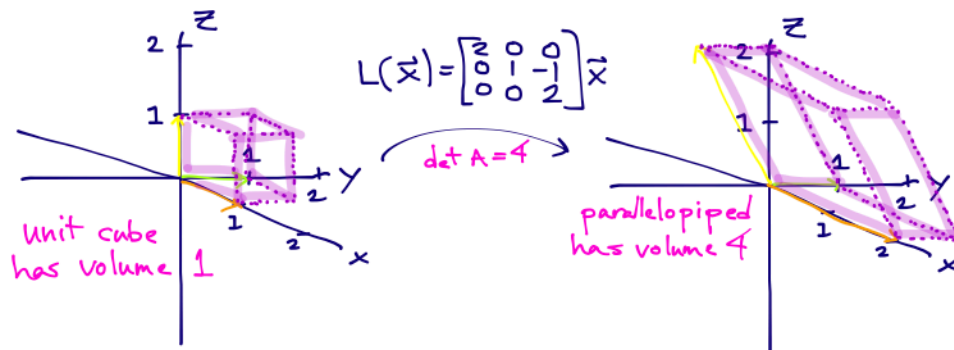 Z
2
1
1
Y
2
1
2
X
unit cube
has volume 1
L(x⃗) = [2 0 0
0 1 -1
0 0 2] x⃗
det A = 4
Z
2
1
1
Y
2
1
2
X
parallelopiped
has volume 4